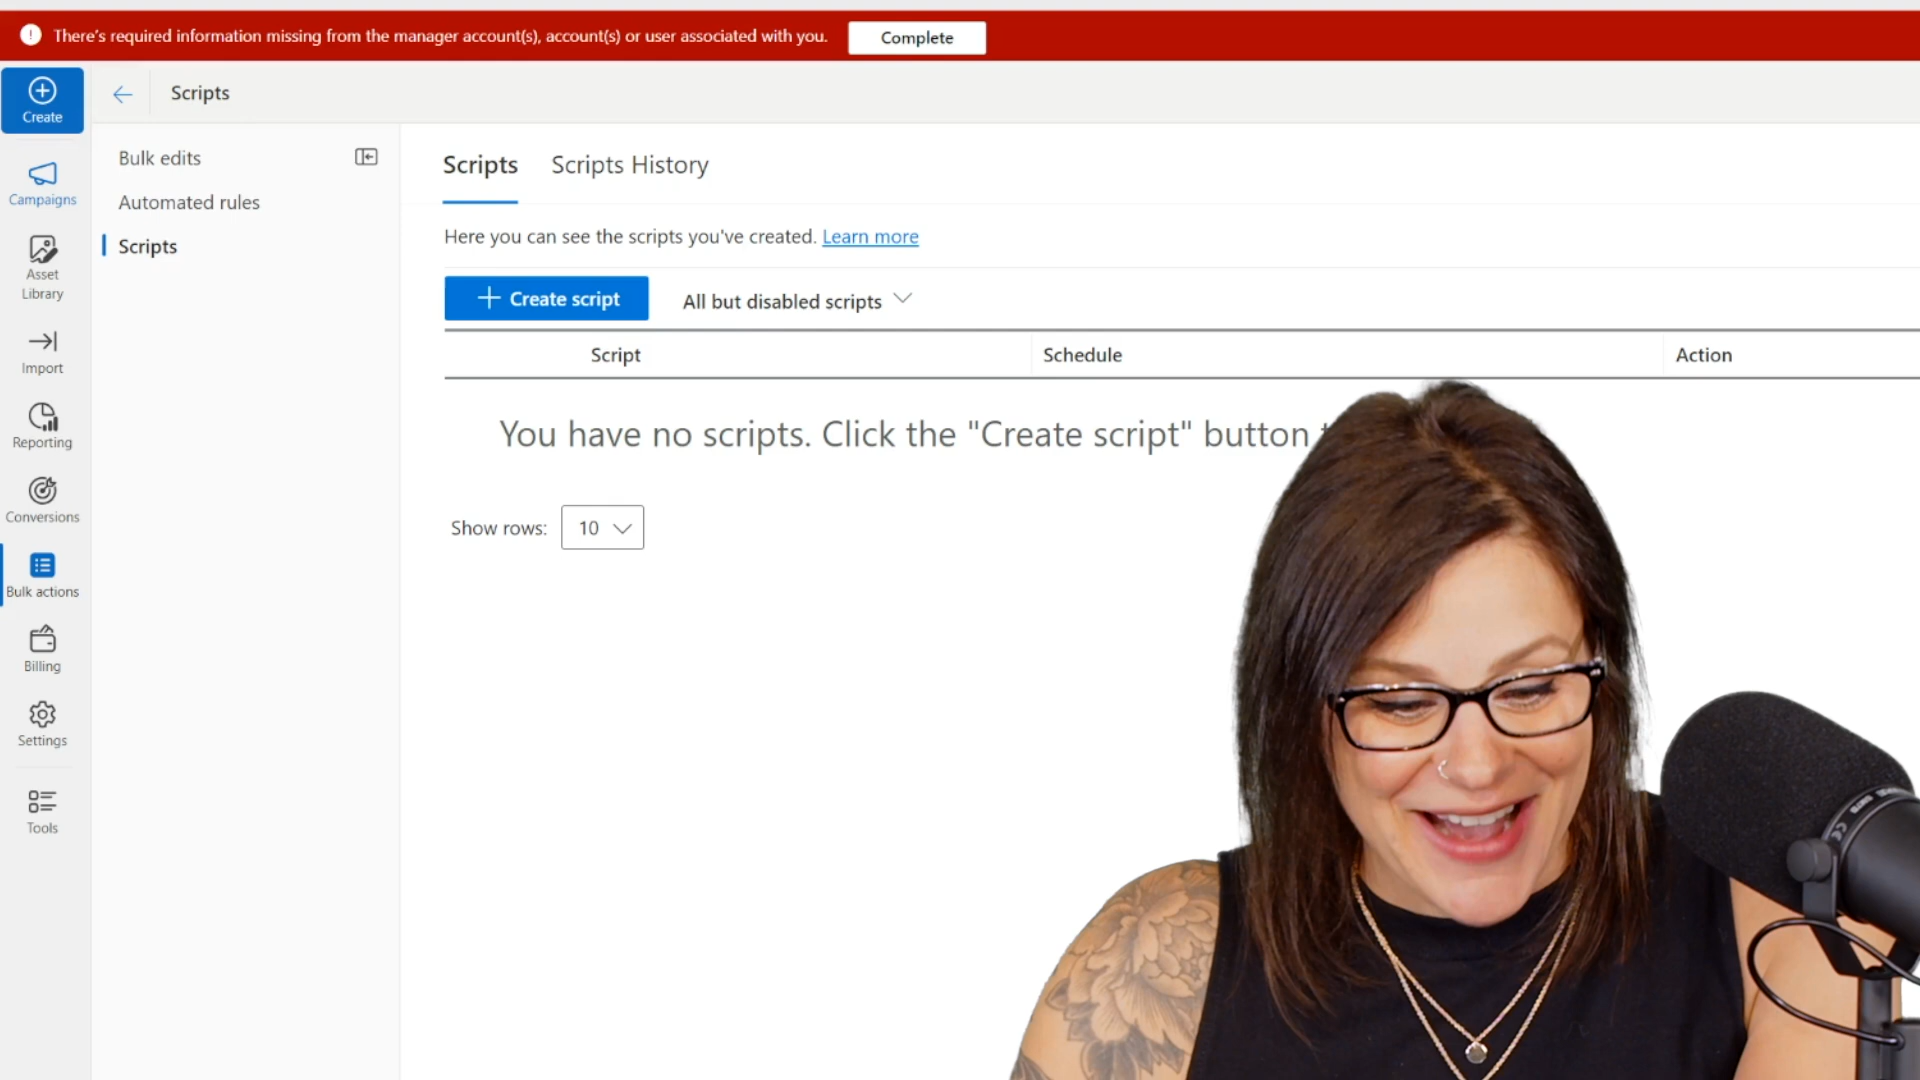 There's required information missing from the manager account(s), account(s) or user associated with you.
Complete
Create
Scripts
Campaigns
Asset
Library
Import
Reporting
Conversions
Bulk actions
Billing
Settings
Tools
Bulk edits
Automated rules
Scripts
Scripts
Scripts History
Here you can see the scripts you've created. Learn more
Create script
All but disabled scripts
Script
Schedule
Action
You have no scripts. Click the "Create script" button
Show rows:
10